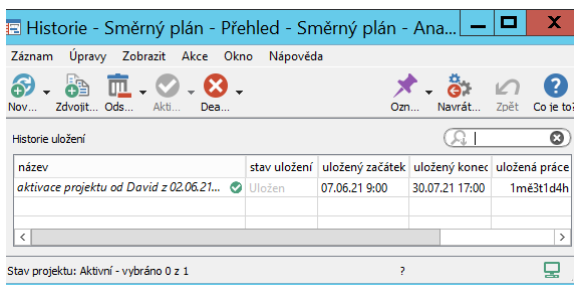 Historie - Směrný plán - Přehled - Směrný plán - Ana...
Záznam Úpravy Zobrazit Akce Okno Nápověda
Nov... Zdvojit... Ods... Akti... Dea... Ozn... Navrát... Zpět Co je to?
Historie uložení
název stav uložení uložený začátek uložený konec uložená práce
aktivace projektu od David z 02.06.21... Uložen 07.06.21 9:00 30.07.21 17:00 1mě3t1d4h
Stav projektu: Aktivní - vybráno 0 z 1 ?